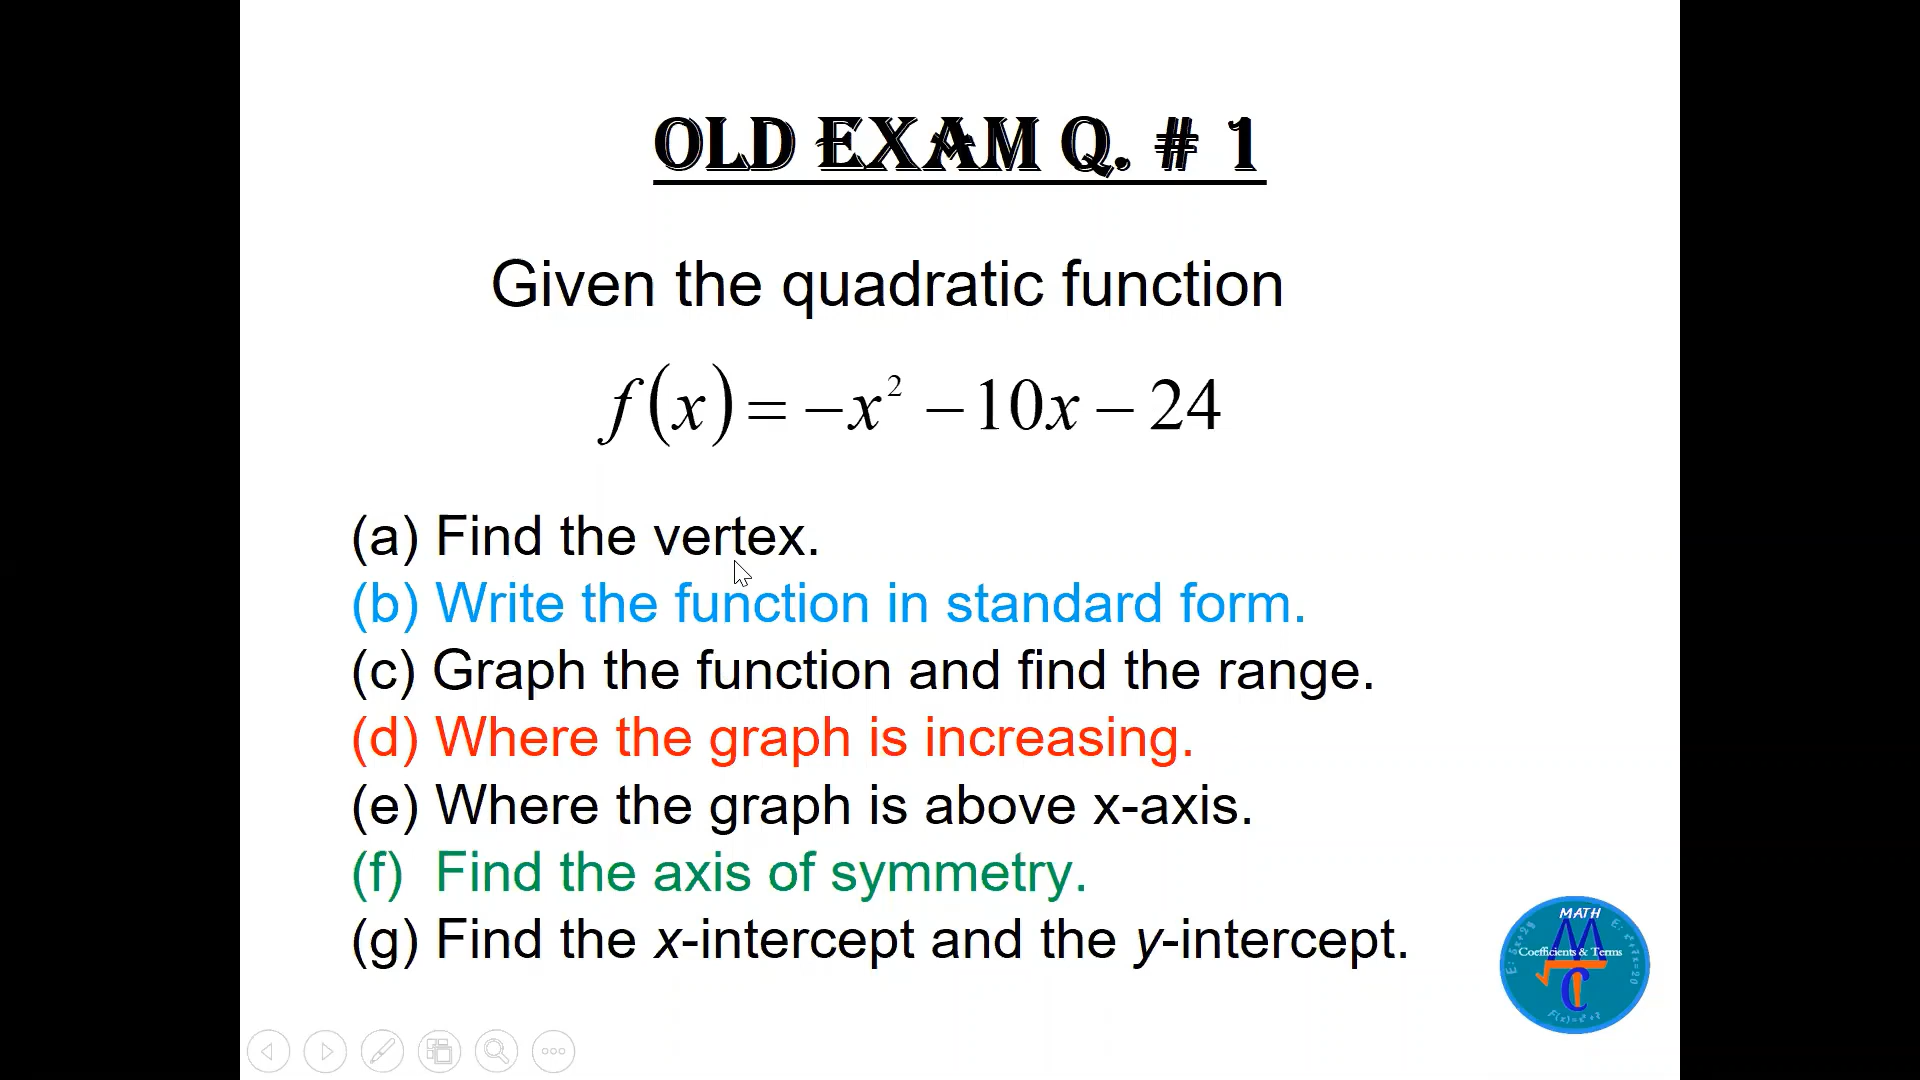 OLD EXAM Q. # 1
Given the quadratic function
f(x) = −x² − 10x − 24
(a) Find the vertex.
(b) Write the function in standard form.
(c) Graph the function and find the range.
(d) Where the graph is increasing.
(e) Where the graph is above x-axis.
(f) Find the axis of symmetry.
(g) Find the x-intercept and the y-intercept.
MATH
Coefficients & Terms